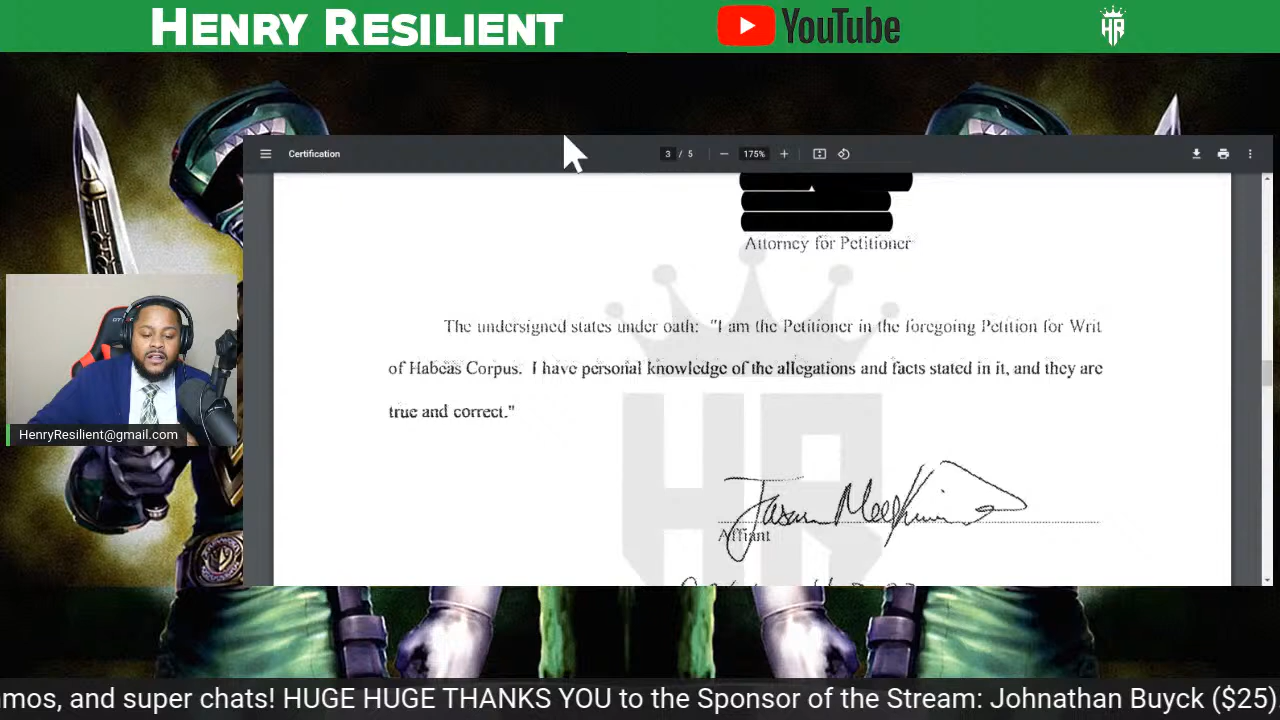 HENRY RESILIENT
YouTube
HR
Certification
3 / 5
175%
Attorney for Petitioner
The undersigned states under oath: "I am the Petitioner in the foregoing Petition for Writ
of Habeas Corpus. I have personal knowledge of the allegations and facts stated in it, and they are
true and correct."
HR
Jason
Affiant
HenryResilient@gmail.com
and super chats! HUGE HUGE THANKS YOU to the Sponsor of the Stream: Johnathan Buyck ($25)